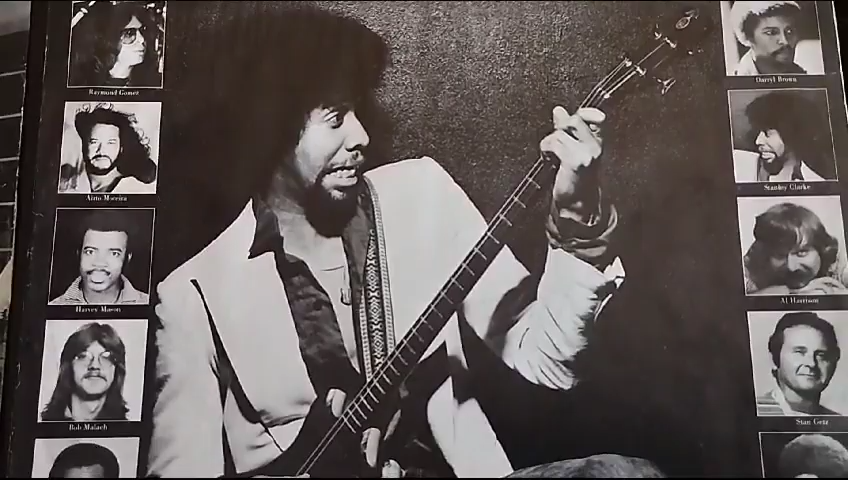 Raymond Gomez
Airto Moreira
Harvey Mason
Bob Malach
Darryl Brown
Stanley Clarke
Al Harrison
Stan Getz